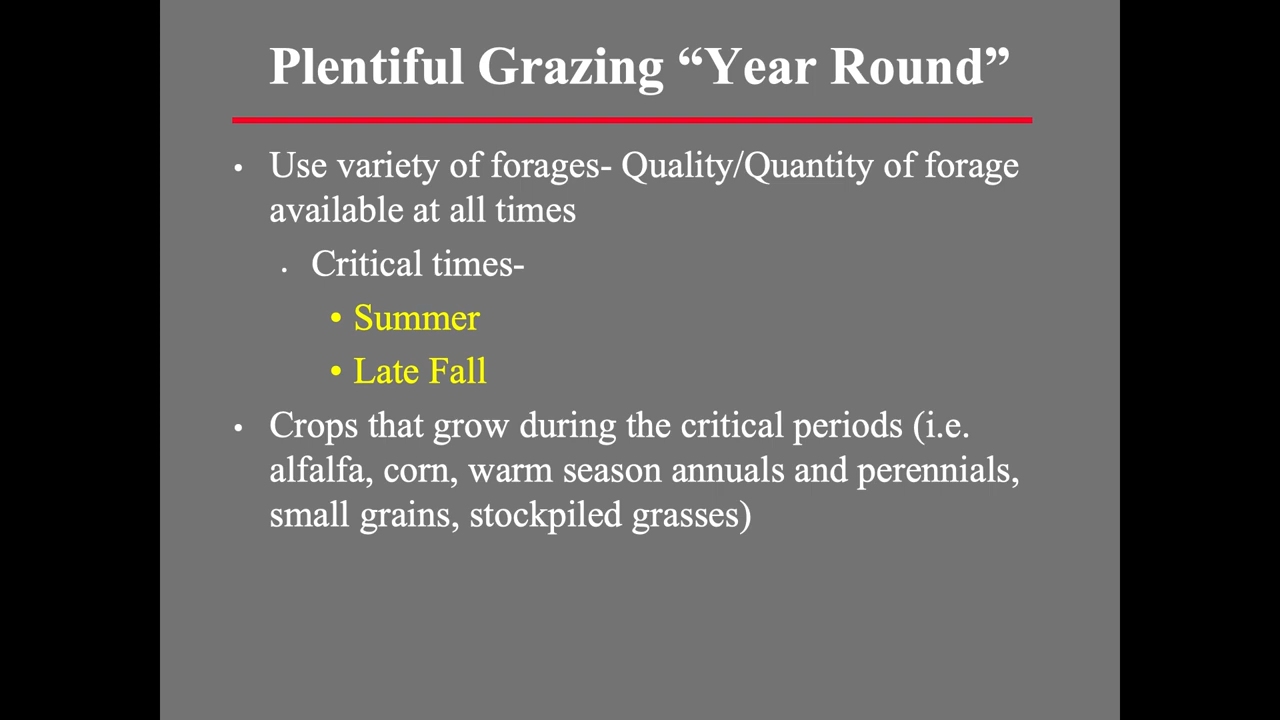 Plentiful Grazing “Year Round”
• Use variety of forages- Quality/Quantity of forage
available at all times
• Critical times-
• Summer
• Late Fall
• Crops that grow during the critical periods (i.e.
alfalfa, corn, warm season annuals and perennials,
small grains, stockpiled grasses)